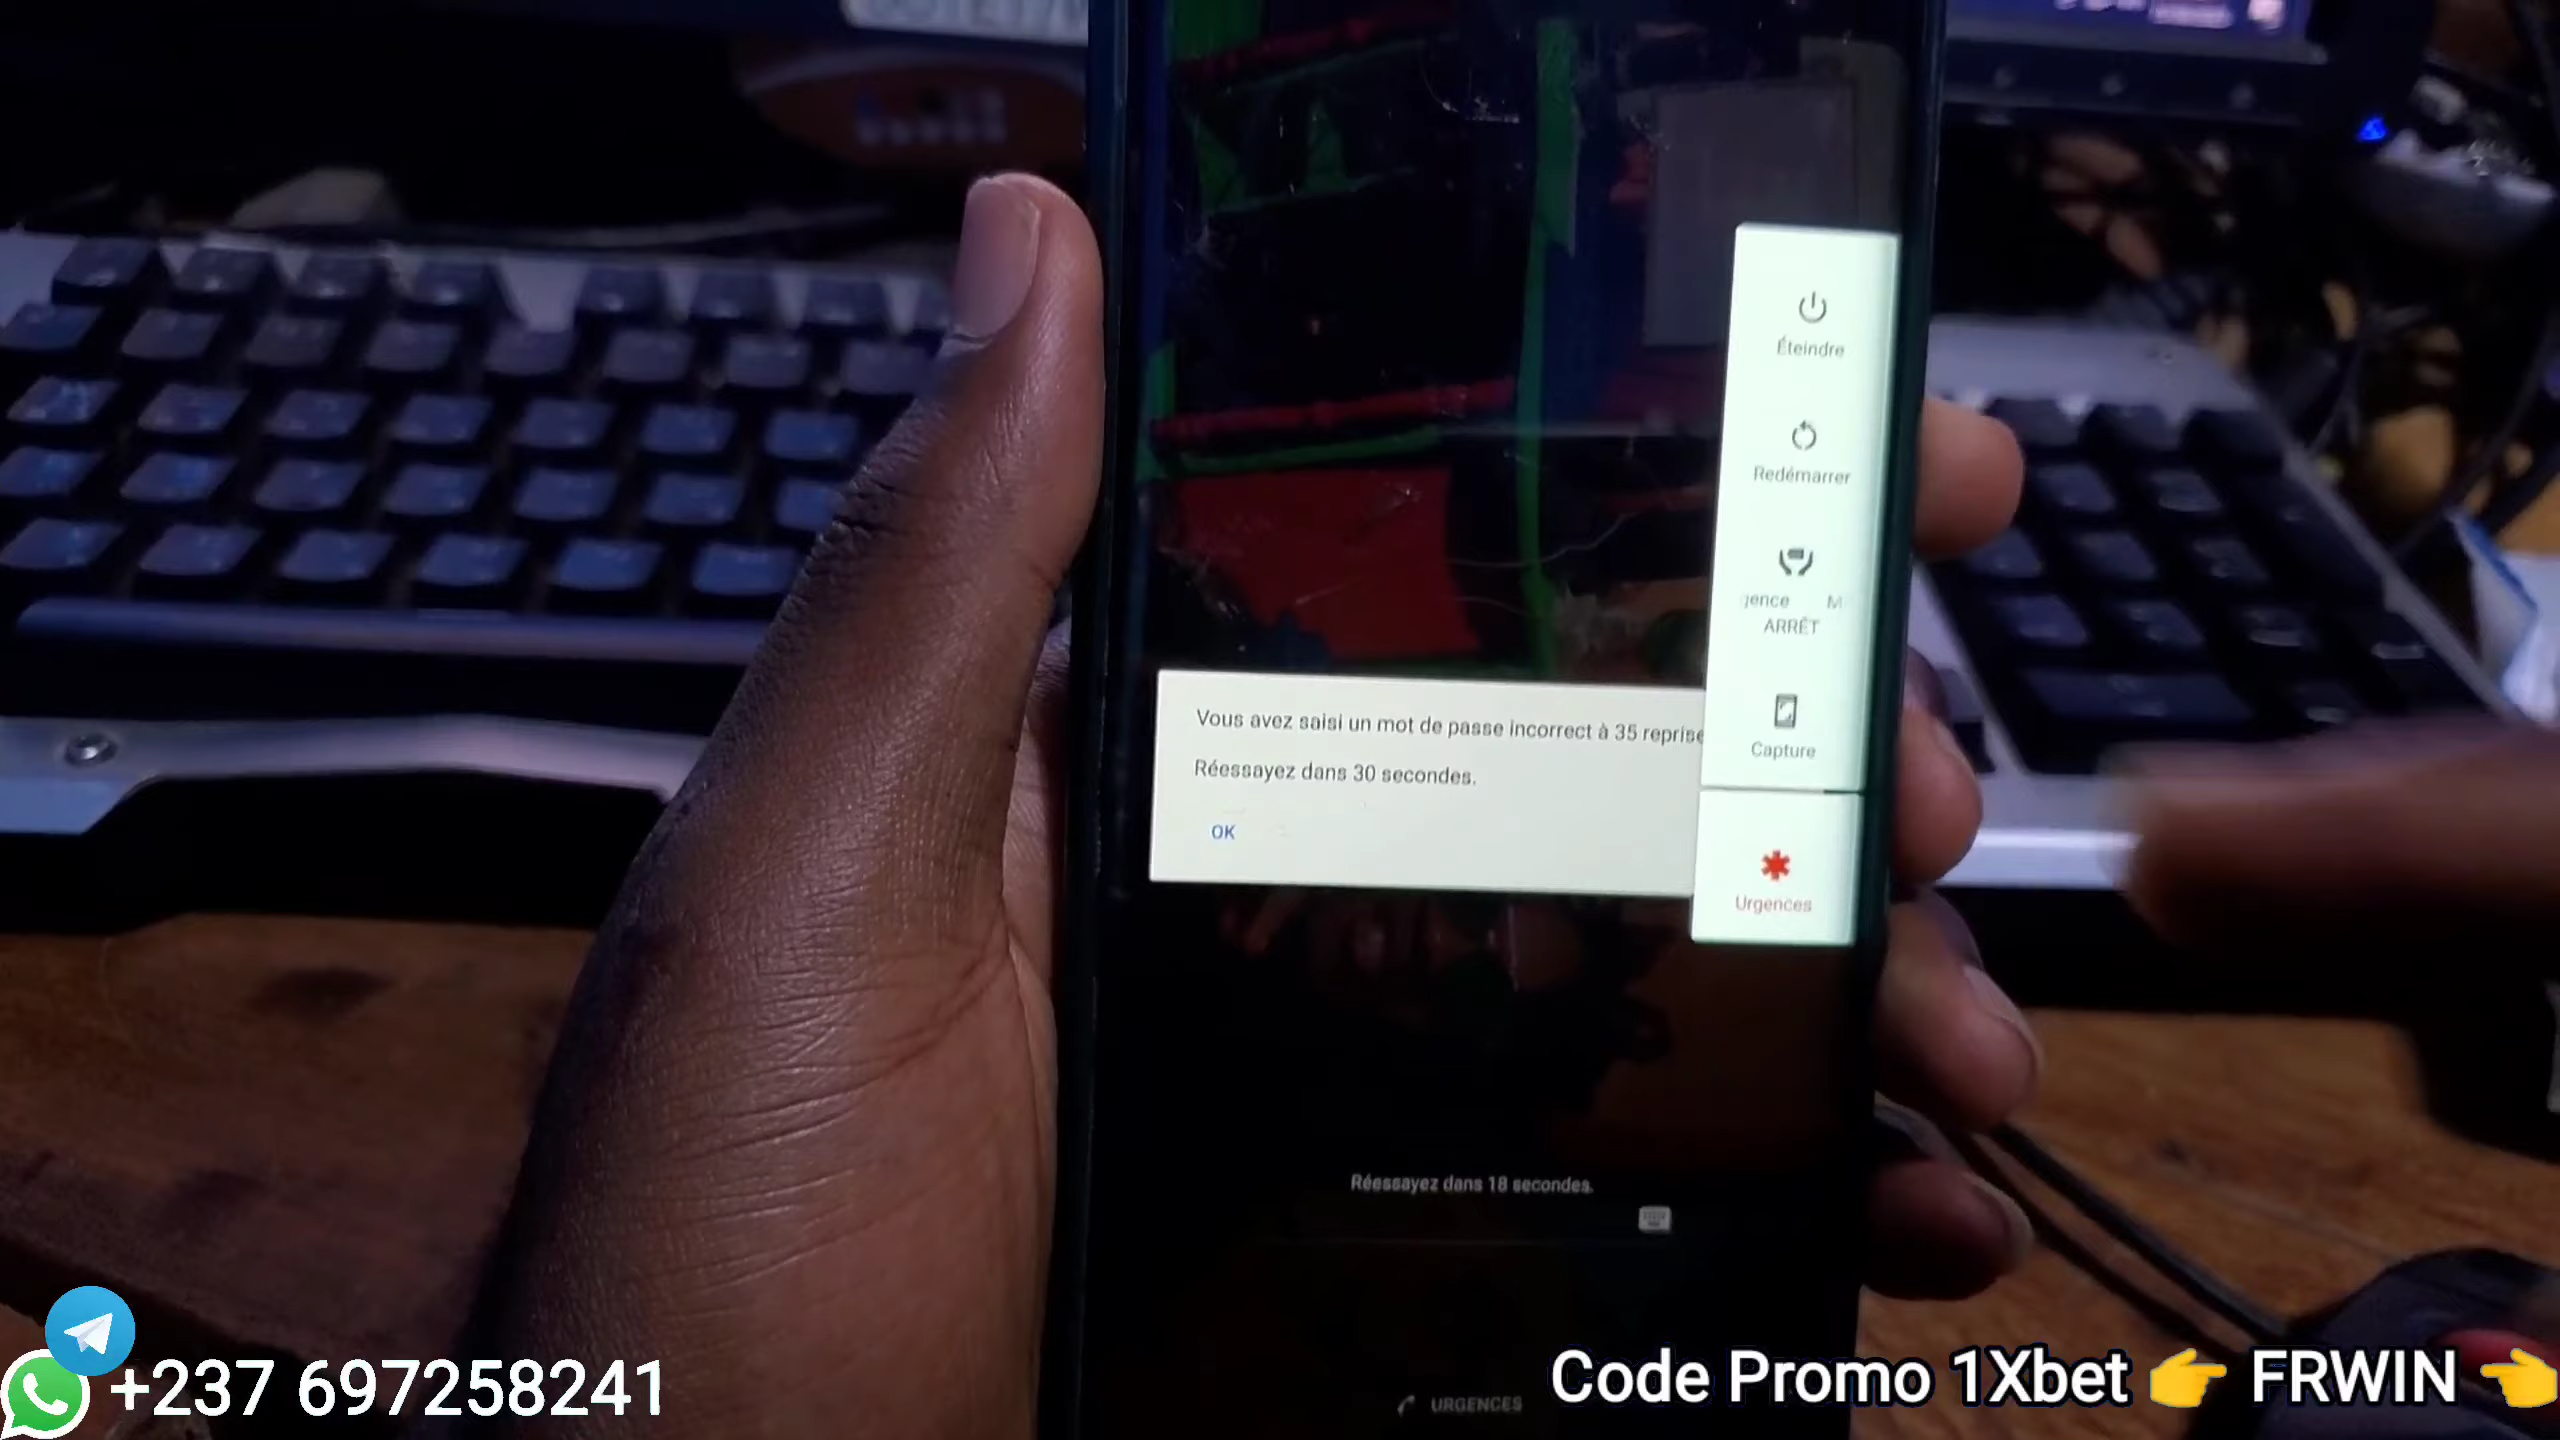 Éteindre
Redémarrer
gence M
ARRÊT
Capture
Vous avez saisi un mot de passe incorrect à 35 reprise
Réessayez dans 30 secondes.
OK
Urgences
Réessayez dans 18 secondes.
URGENCES
+237 697258241
Code Promo 1Xbet 👉 FRWIN 👈